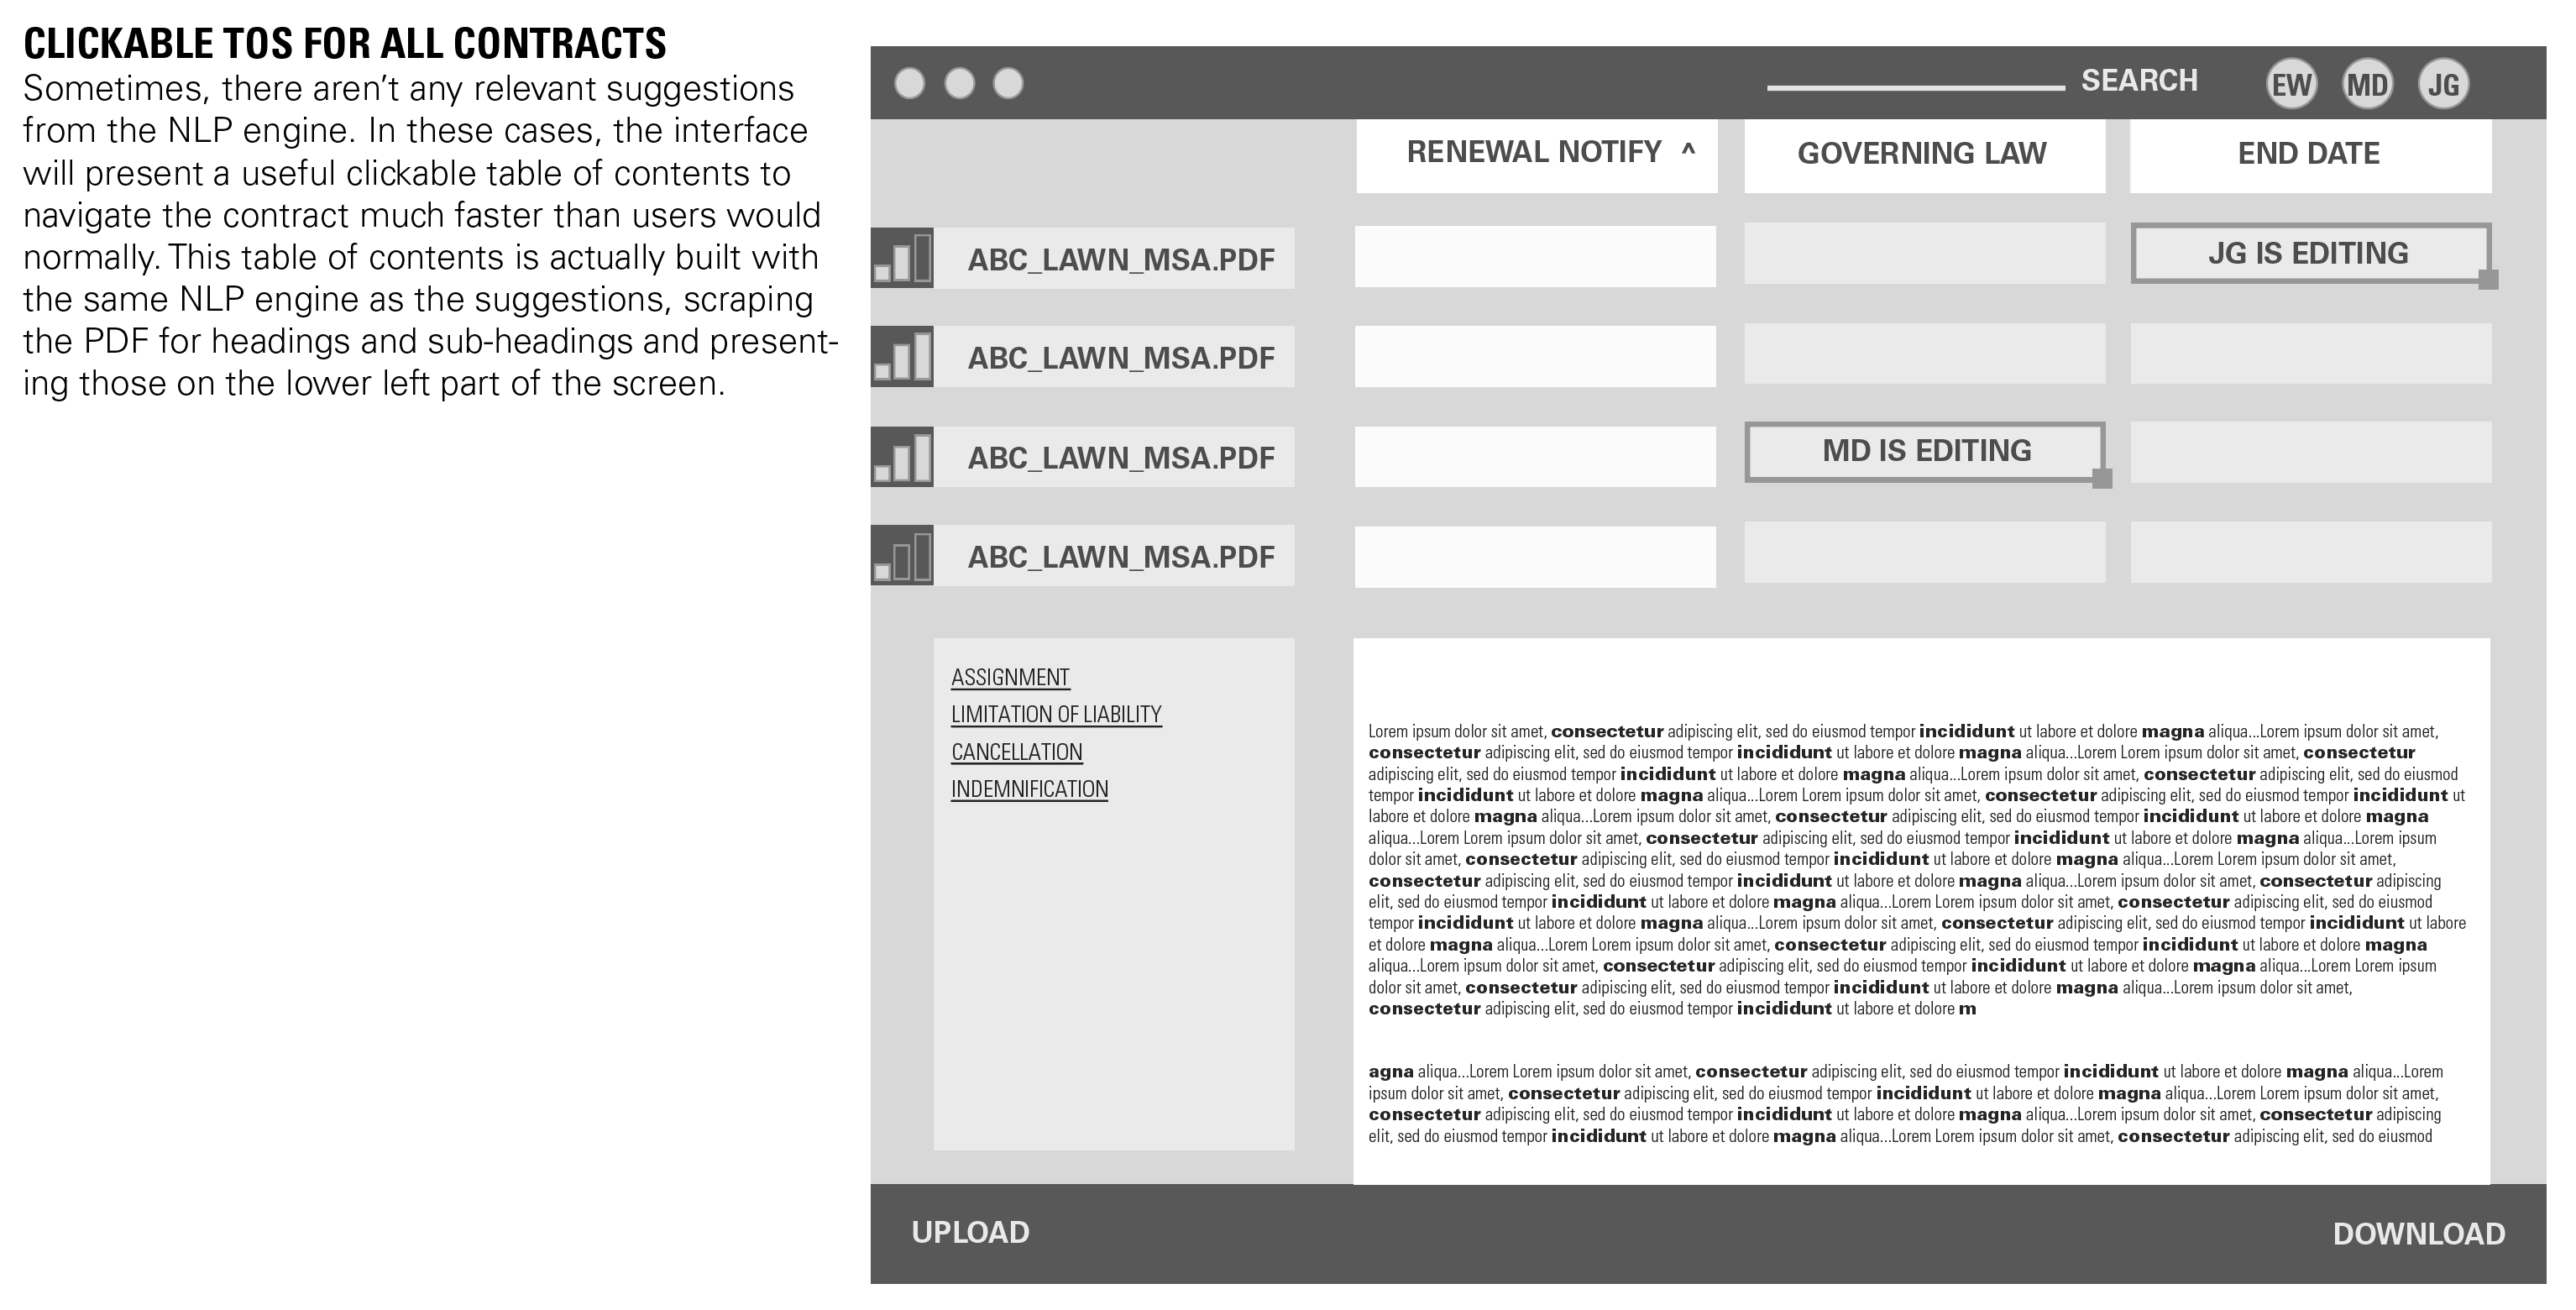 CLICKABLE TOS FOR ALL CONTRACTS
Sometimes, there aren't any relevant suggestions
from the NLP engine. In these cases, the interface
will present a useful clickable table of contents to
navigate the contract much faster than users would
normally. This table of contents is actually built with
the same NLP engine as the suggestions, scraping
the PDF for headings and sub-headings and present-
ing those on the lower left part of the screen.
SEARCH EW MD JG
RENEWAL NOTIFY ^ GOVERNING LAW END DATE
ABC_LAWN_MSA.PDF JG IS EDITING
ABC_LAWN_MSA.PDF
ABC_LAWN_MSA.PDF MD IS EDITING
ABC_LAWN_MSA.PDF
ASSIGNMENT
LIMITATION OF LIABILITY
CANCELLATION
INDEMNIFICATION
Lorem ipsum dolor sit amet, consectetur adipiscing elit, sed do eiusmod tempor incididunt ut labore et dolore magna aliqua...Lorem ipsum dolor sit amet,
consectetur adipiscing elit, sed do eiusmod tempor incididunt ut labore et dolore magna aliqua...Lorem Lorem ipsum dolor sit amet, consectetur
adipiscing elit, sed do eiusmod tempor incididunt ut labore et dolore magna aliqua...Lorem ipsum dolor sit amet, consectetur adipiscing elit, sed do eiusmod
tempor incididunt ut labore et dolore magna aliqua...Lorem Lorem ipsum dolor sit amet, consectetur adipiscing elit, sed do eiusmod tempor incididunt ut
labore et dolore magna aliqua...Lorem ipsum dolor sit amet, consectetur adipiscing elit, sed do eiusmod tempor incididunt ut labore et dolore magna
aliqua...Lorem Lorem ipsum dolor sit amet, consectetur adipiscing elit, sed do eiusmod tempor incididunt ut labore et dolore magna aliqua...Lorem ipsum
dolor sit amet, consectetur adipiscing elit, sed do eiusmod tempor incididunt ut labore et dolore magna aliqua...Lorem Lorem ipsum dolor sit amet,
consectetur adipiscing elit, sed do eiusmod tempor incididunt ut labore et dolore magna aliqua...Lorem ipsum dolor sit amet, consectetur adipiscing
elit, sed do eiusmod tempor incididunt ut labore et dolore magna aliqua...Lorem Lorem ipsum dolor sit amet, consectetur adipiscing elit, sed do eiusmod
tempor incididunt ut labore et dolore magna aliqua...Lorem ipsum dolor sit amet, consectetur adipiscing elit, sed do eiusmod tempor incididunt ut labore
et dolore magna aliqua...Lorem Lorem ipsum dolor sit amet, consectetur adipiscing elit, sed do eiusmod tempor incididunt ut labore et dolore magna
aliqua...Lorem ipsum dolor sit amet, consectetur adipiscing elit, sed do eiusmod tempor incididunt ut labore et dolore magna aliqua...Lorem Lorem ipsum
dolor sit amet, consectetur adipiscing elit, sed do eiusmod tempor incididunt ut labore et dolore magna aliqua...Lorem ipsum dolor sit amet,
consectetur adipiscing elit, sed do eiusmod tempor incididunt ut labore et dolore m
agna aliqua...Lorem Lorem ipsum dolor sit amet, consectetur adipiscing elit, sed do eiusmod tempor incididunt ut labore et dolore magna aliqua...Lorem
ipsum dolor sit amet, consectetur adipiscing elit, sed do eiusmod tempor incididunt ut labore et dolore magna aliqua...Lorem Lorem ipsum dolor sit amet,
consectetur adipiscing elit, sed do eiusmod tempor incididunt ut labore et dolore magna aliqua...Lorem ipsum dolor sit amet, consectetur adipiscing
elit, sed do eiusmod tempor incididunt ut labore et dolore magna aliqua...Lorem Lorem ipsum dolor sit amet, consectetur adipiscing elit, sed do eiusmod
UPLOAD DOWNLOAD